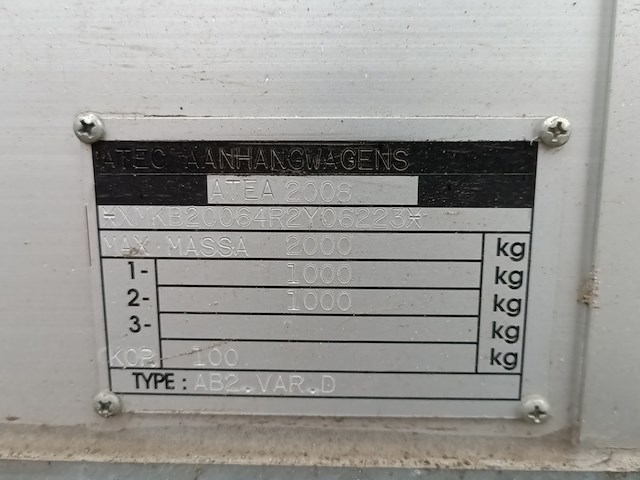 ATEC AANHANGWAGENS
ATEA 2008
*XMKB20064R2Y06223*
MAX MASSA 2000 kg
1- 1000 kg
2- 1000 kg
3- kg
KOP 100 kg
TYPE: AB2.VAR.D